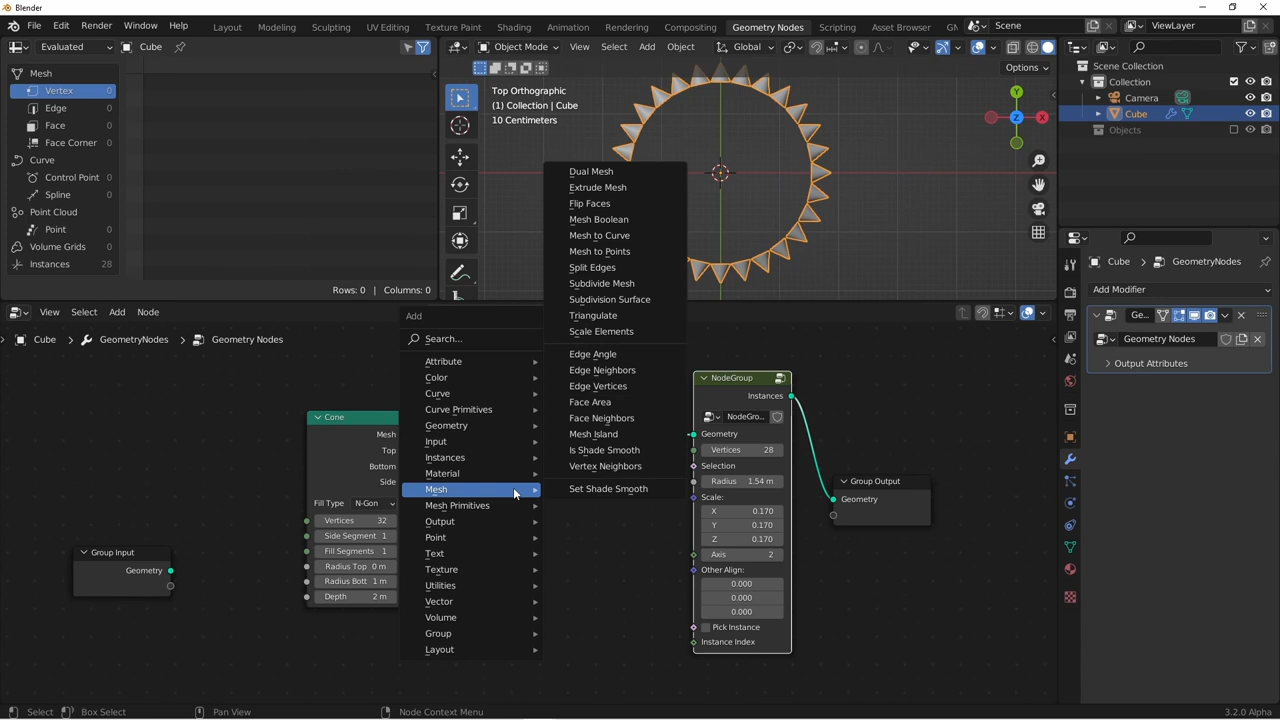 Blender
File Edit Render Window Help Layout Modeling Sculpting UV Editing Texture Paint Shading Animation Rendering Compositing Geometry Nodes Scripting Asset Browser Scene ViewLayer
Evaluated Cube
Object Mode View Select Add Object Global
Options
Mesh
Vertex 0
Edge 0
Face 0
Face Corner 0
Curve
Control Point 0
Spline 0
Point Cloud
Point 0
Volume Grids 0
Instances 28
Rows: 0 | Columns: 0
Top Orthographic
(1) Collection | Cube
10 Centimeters
Y
Z
X
Scene Collection
Collection
Camera
Cube
Objects
Cube GeometryNodes
Add Modifier
Ge...
Geometry Nodes
Output Attributes
View Select Add Node
Cube GeometryNodes Geometry Nodes
Group Input
Geometry
Cone
Mesh
Top
Bottom
Side
Fill Type N-Gon
Vertices 32
Side Segment 1
Fill Segments 1
Radius Top 0 m
Radius Bott 1 m
Depth 2 m
Add
Search...
Attribute
Color
Curve
Curve Primitives
Geometry
Input
Instances
Material
Mesh
Mesh Primitives
Output
Point
Text
Texture
Utilities
Vector
Volume
Group
Layout
Dual Mesh
Extrude Mesh
Flip Faces
Mesh Boolean
Mesh to Curve
Mesh to Points
Split Edges
Subdivide Mesh
Subdivision Surface
Triangulate
Scale Elements
Edge Angle
Edge Neighbors
Edge Vertices
Face Area
Face Neighbors
Mesh Island
Is Shade Smooth
Vertex Neighbors
Set Shade Smooth
NodeGroup
Instances
NodeGro...
Geometry
Vertices 28
Selection
Radius 1.54 m
Scale:
X 0.170
Y 0.170
Z 0.170
Axis 2
Other Align:
0.000
0.000
0.000
Pick Instance
Instance Index
Group Output
Geometry
Select Box Select Pan View Node Context Menu 3.2.0 Alpha